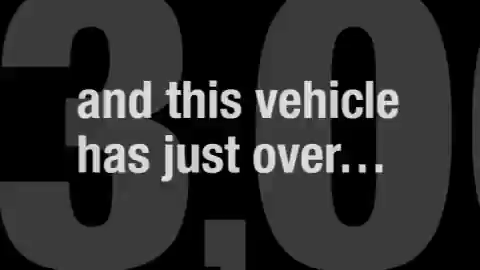 and this vehicle
has just over…
3,0